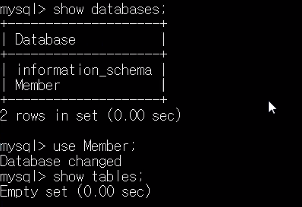 mysql> show databases;
+--------------------+
| Database           |
+--------------------+
| information_schema |
| Member             |
+--------------------+
2 rows in set (0.00 sec)
mysql> use Member;
Database changed
mysql> show tables;
Empty set (0.00 sec)